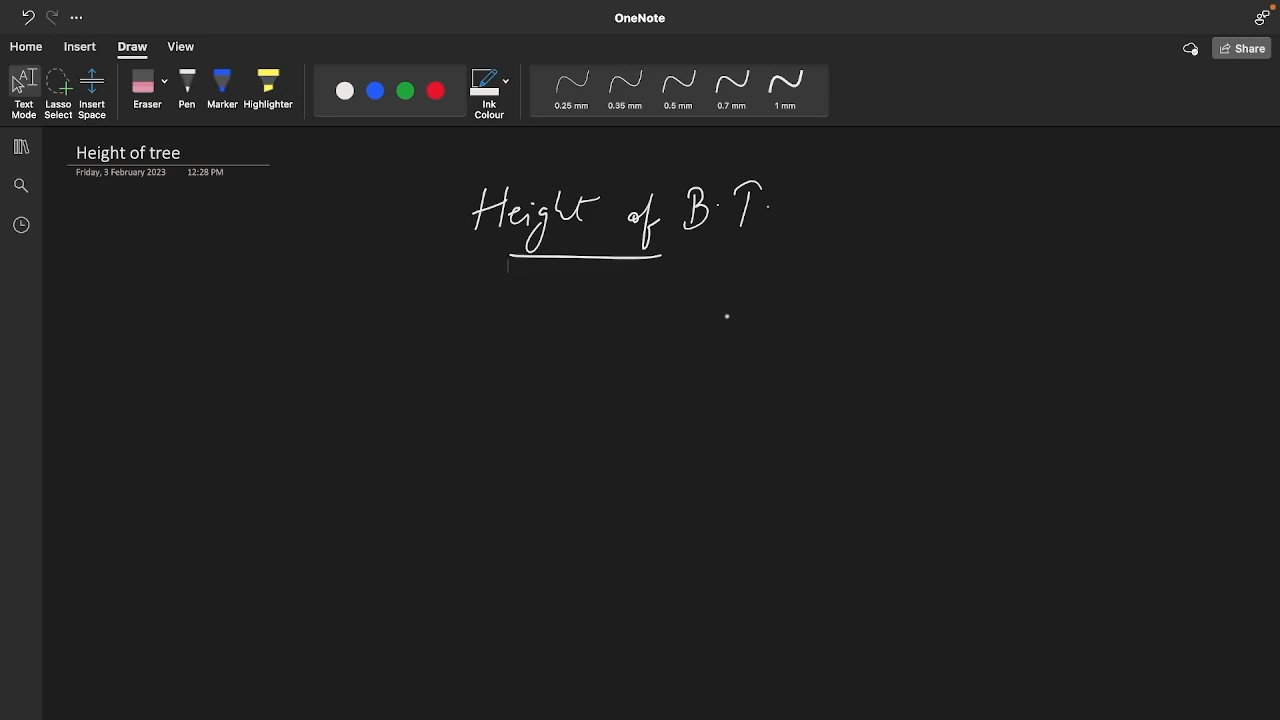 OneNote
Home Insert Draw View
Share
Text Mode
Lasso Select
Insert Space
Eraser
Pen
Marker
Highlighter
Ink Colour
0.25 mm
0.35 mm
0.5 mm
0.7 mm
1 mm
Height of tree
Friday, 3 February 2023 12:28 PM
Height of B.T.